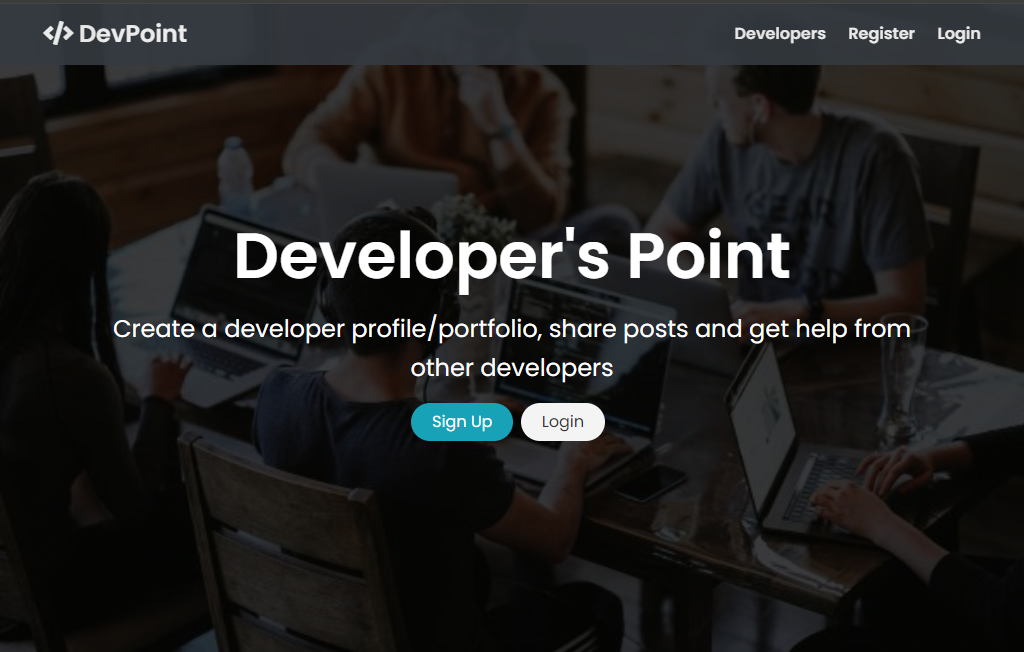 </> DevPoint
Developers Register Login
Developer's Point
Create a developer profile/portfolio, share posts and get help from
other developers
Sign Up Login
GEAR